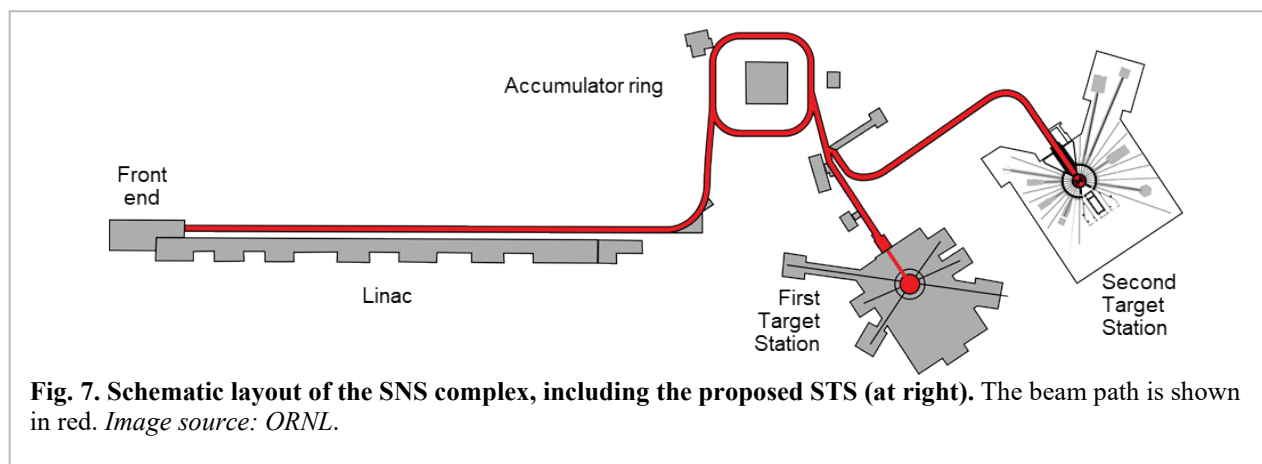 Accumulator ring
Front
end
Linac
First
Target
Station
Second
Target
Station
Fig. 7. Schematic layout of the SNS complex, including the proposed STS (at right). The beam path is shown
in red. Image source: ORNL.